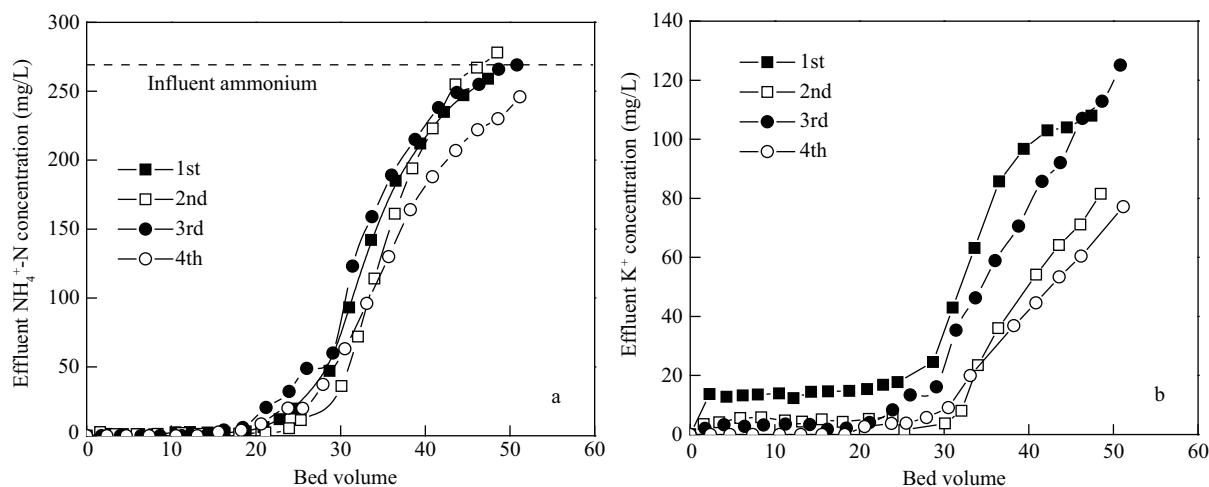 300
250
200
150
100
50
0
Effluent NH₄⁺-N concentration (mg/L)
Influent ammonium
1st
2nd
3rd
4th
a
0 10 20 30 40 50 60
Bed volume
140
120
100
80
60
40
20
0
Effluent K⁺ concentration (mg/L)
1st
2nd
3rd
4th
b
0 10 20 30 40 50 60
Bed volume